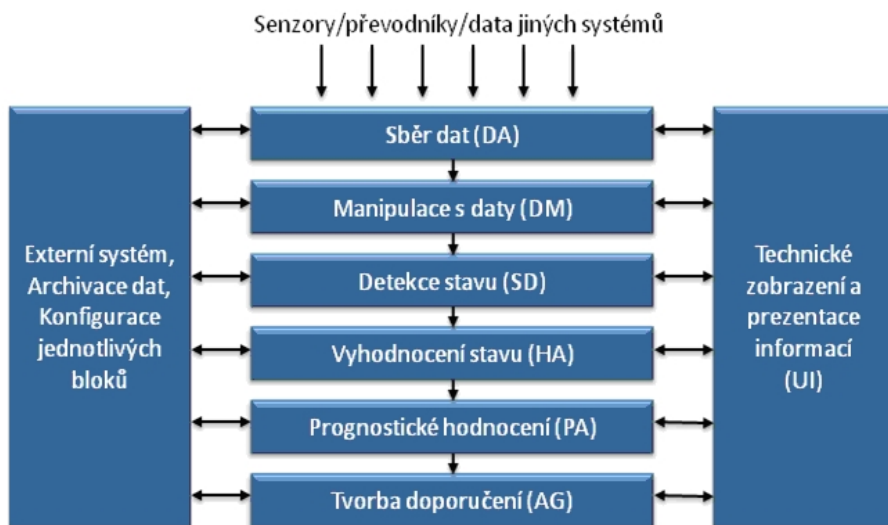 Senzory/převodníky/data jiných systémů
Sběr dat (DA)
Manipulace s daty (DM)
Detekce stavu (SD)
Vyhodnocení stavu (HA)
Prognostické hodnocení (PA)
Tvorba doporučení (AG)
Externí systém,
Archivace dat,
Konfigurace
jednotlivých
bloků
Technické
zobrazení a
prezentace
informací
(UI)